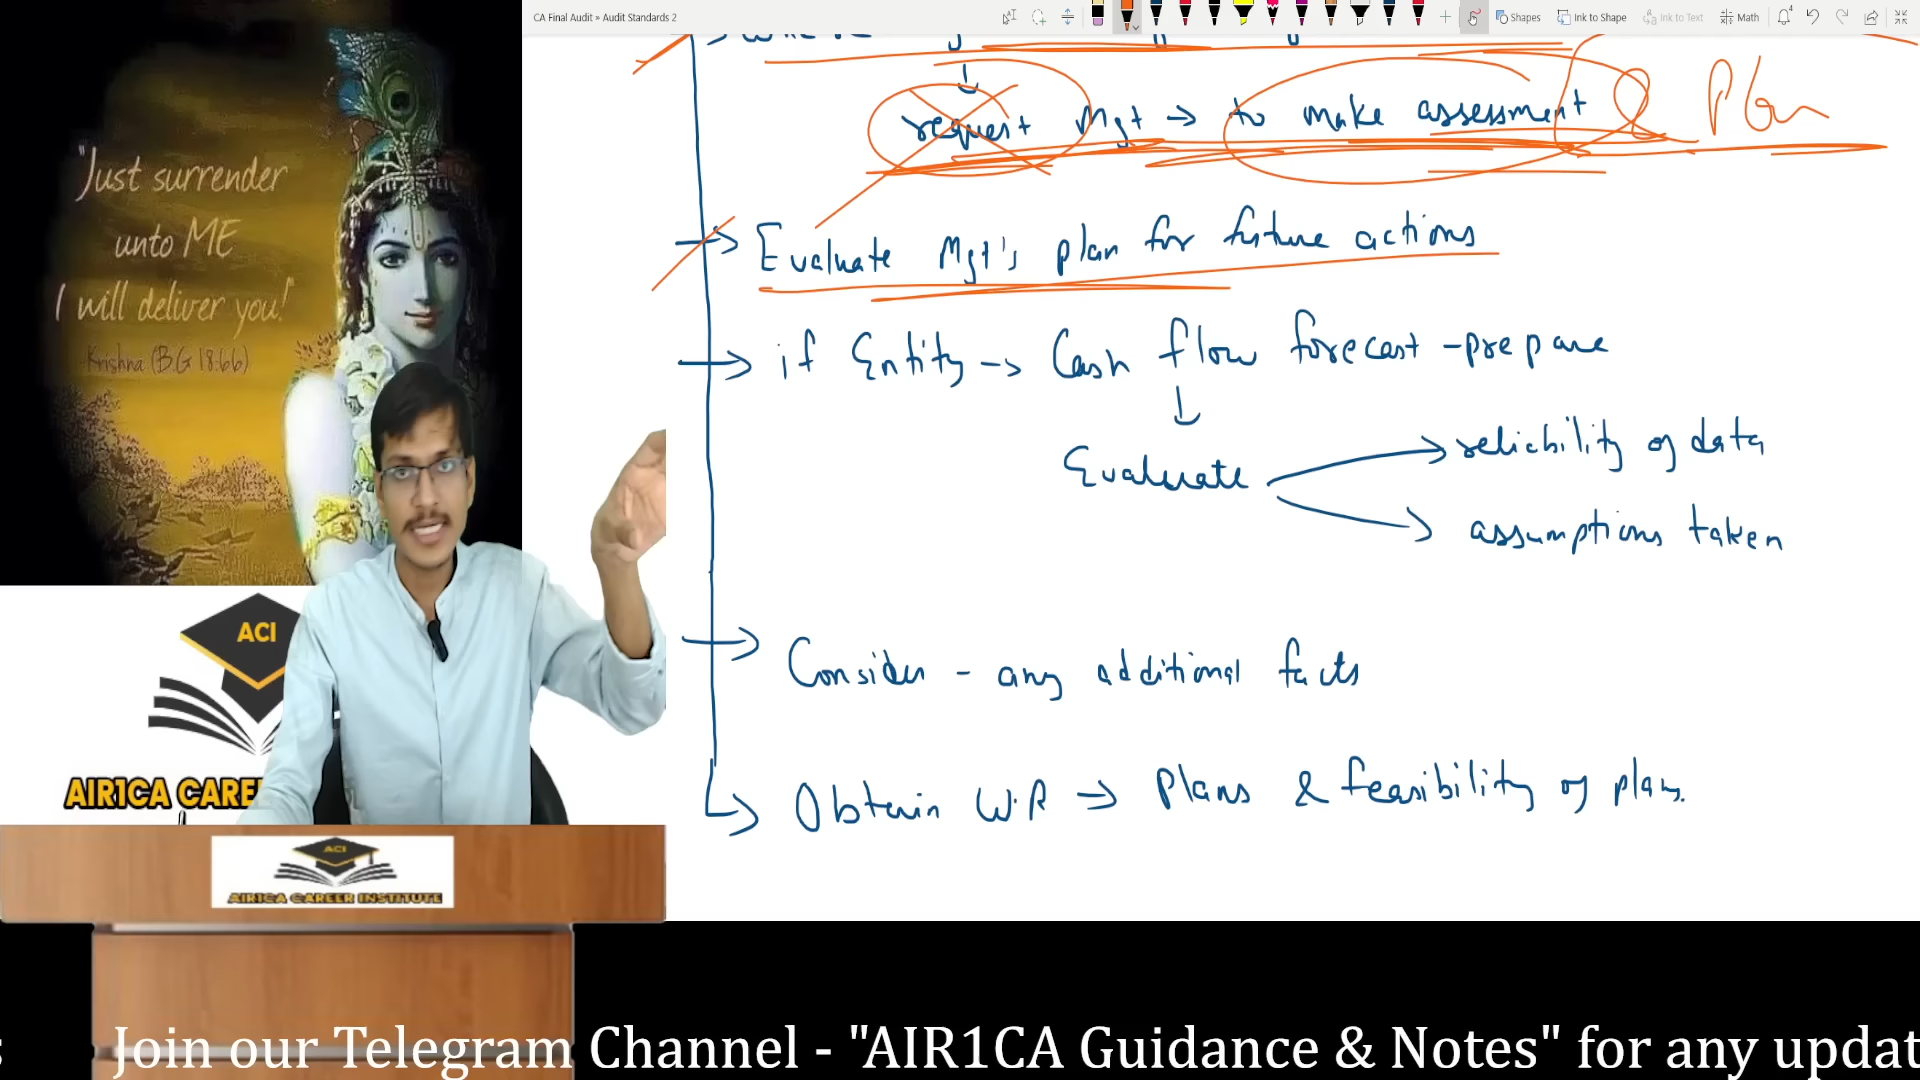 CA Final Audit » Audit Standards 2
Shapes
Ink to Shape
Ink to Text
Math
request Mgt → to make assessment & Plan
→ Evaluate Mgt's plan for future actions
→ if Entity → Cash flow forecast - prepare
↓
Evaluate
→ reliability of data
→ assumptions taken
→ Consider - any additional facts
→ Obtain W.R → Plans & feasibility of plans.
"Just surrender
unto ME
I will deliver you!"
Krishna (B.G 18.66)
ACI
AIR1CA CARE
ACI
AIR1CA CAREER INSTITUTE
Join our Telegram Channel - "AIR1CA Guidance & Notes" for any updat